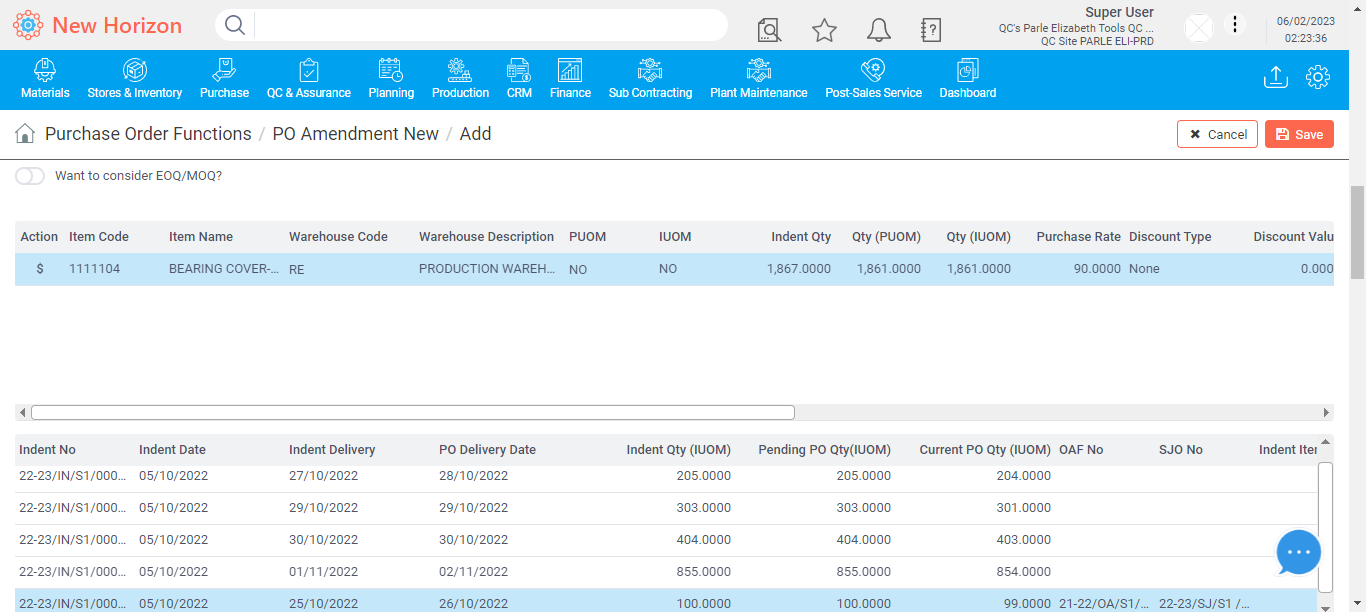 New Horizon
Super User
QC's Parle Elizabeth Tools QC ...
QC Site PARLE ELI-PRD
06/02/2023
02:23:36
Materials Stores & Inventory Purchase QC & Assurance Planning Production CRM Finance Sub Contracting Plant Maintenance Post-Sales Service Dashboard
Purchase Order Functions / PO Amendment New / Add
Cancel Save
Want to consider EOQ/MOQ?
Action Item Code Item Name Warehouse Code Warehouse Description PUOM IUOM Indent Qty Qty (PUOM) Qty (IUOM) Purchase Rate Discount Type Discount Valu
$ 1111104 BEARING COVER-... RE PRODUCTION WAREH... NO NO 1,867.0000 1,861.0000 1,861.0000 90.0000 None 0.000
Indent No Indent Date Indent Delivery PO Delivery Date Indent Qty (IUOM) Pending PO Qty(IUOM) Current PO Qty (IUOM) OAF No SJO No Indent Iter
22-23/IN/S1/000... 05/10/2022 27/10/2022 28/10/2022 205.0000 205.0000 204.0000
22-23/IN/S1/000... 05/10/2022 29/10/2022 29/10/2022 303.0000 303.0000 301.0000
22-23/IN/S1/000... 05/10/2022 30/10/2022 30/10/2022 404.0000 404.0000 403.0000
22-23/IN/S1/000... 05/10/2022 01/11/2022 02/11/2022 855.0000 855.0000 854.0000
22-23/IN/S1/000... 05/10/2022 25/10/2022 26/10/2022 100.0000 100.0000 99.0000 21-22/OA/S1/... 22-23/SJ/S1 /...